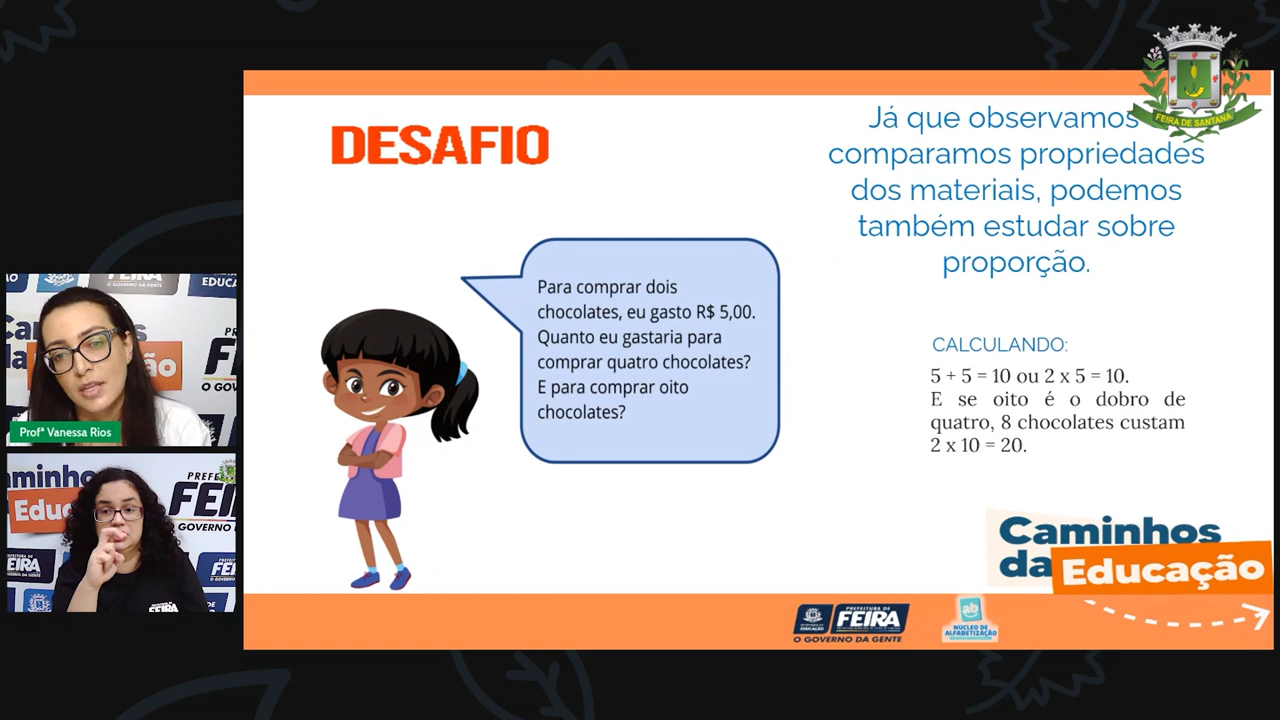 FEIRA DE SANTANA
DESAFIO
Já que observamos
comparamos propriedades
dos materiais, podemos
também estudar sobre
proporção.
Para comprar dois
chocolates, eu gasto R$ 5,00.
Quanto eu gastaria para
comprar quatro chocolates?
E para comprar oito
chocolates?
CALCULANDO:
5 + 5 = 10 ou 2 x 5 = 10.
E se oito é o dobro de
quatro, 8 chocolates custam
2 x 10 = 20.
Profª Vanessa Rios
Caminhos
da Educação
PREFEITURA DE
FEIRA
O GOVERNO DA GENTE
NÚCLEO DE
ALFABETIZAÇÃO